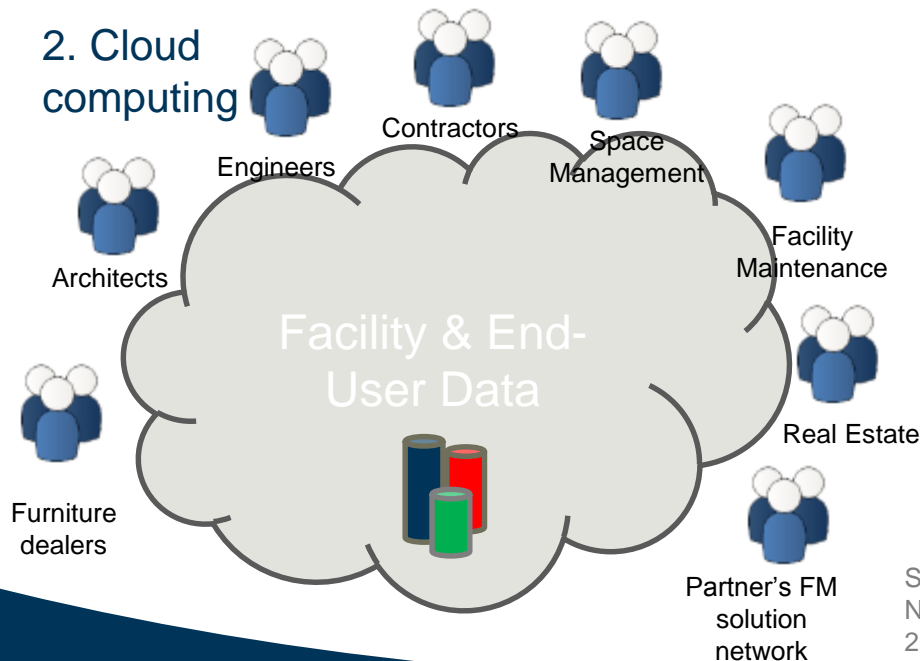 2. Cloud
computing
Contractors
Space
Management
Engineers
Facility
Maintenance
Architects
Facility & End-
User Data
Real Estate
Furniture
dealers
Partner’s FM
solution
network
S
N
2